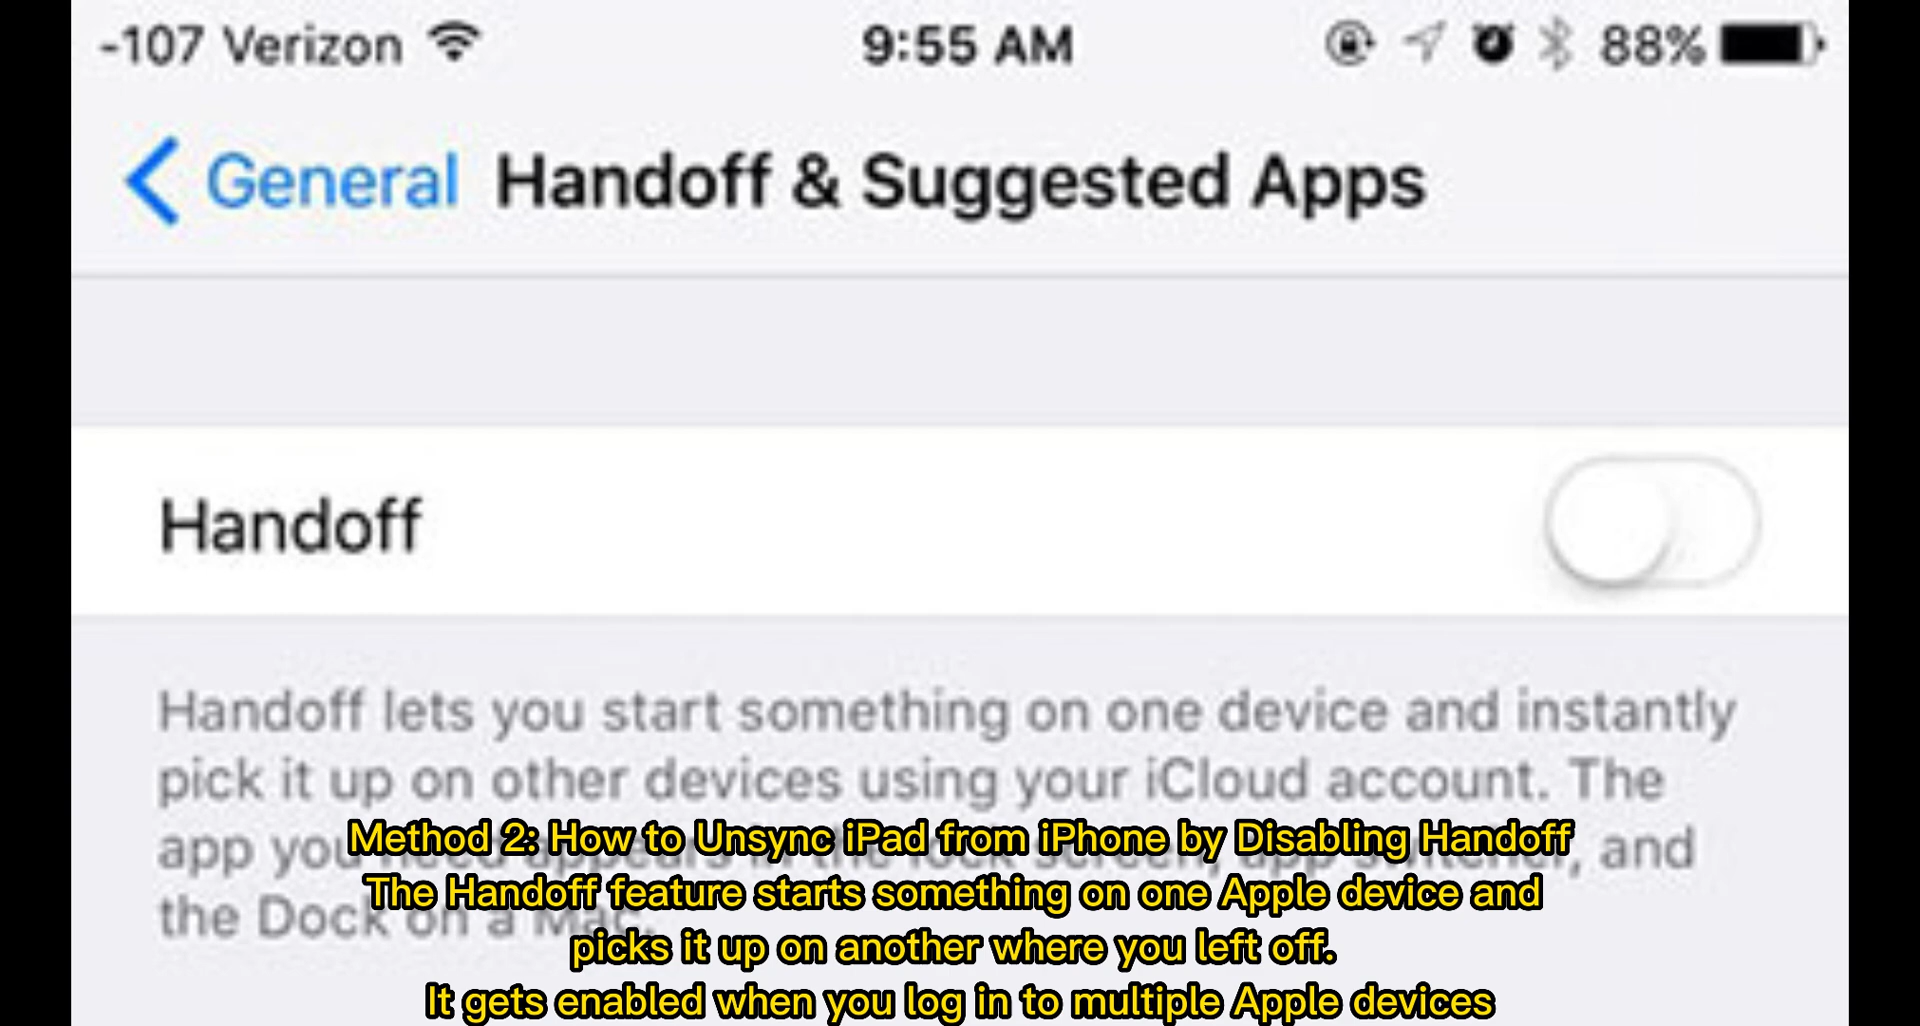 -107 Verizon
9:55 AM
88%
General
Handoff & Suggested Apps
Handoff
Handoff lets you start something on one device and instantly
pick it up on other devices using your iCloud account. The
app you and
the Dock on a Mac.
Method 2: How to Unsync iPad from iPhone by Disabling Handoff
The Handoff feature starts something on one Apple device and
picks it up on another where you left off.
It gets enabled when you log in to multiple Apple devices